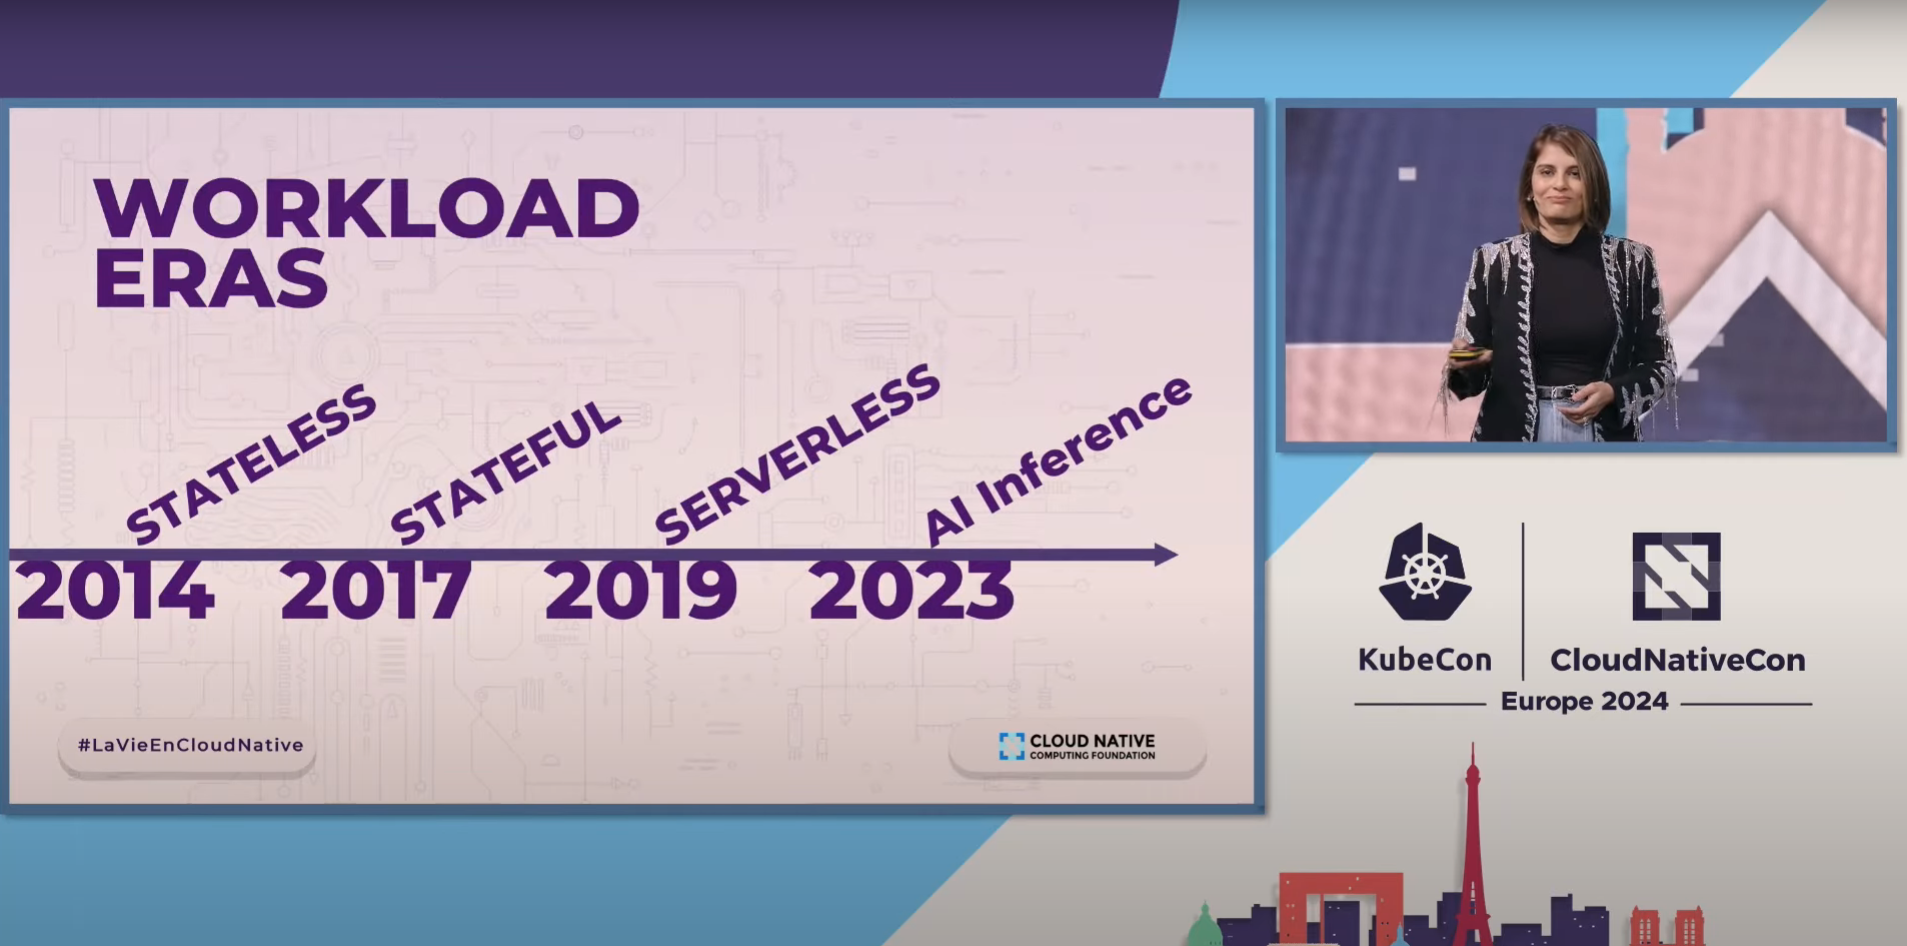 WORKLOAD
ERAS
STATELESS
STATEFUL
SERVERLESS
AI Inference
2014
2017
2019
2023
#LaVieEnCloudNative
CLOUD NATIVE
COMPUTING FOUNDATION
KubeCon
CloudNativeCon
Europe 2024